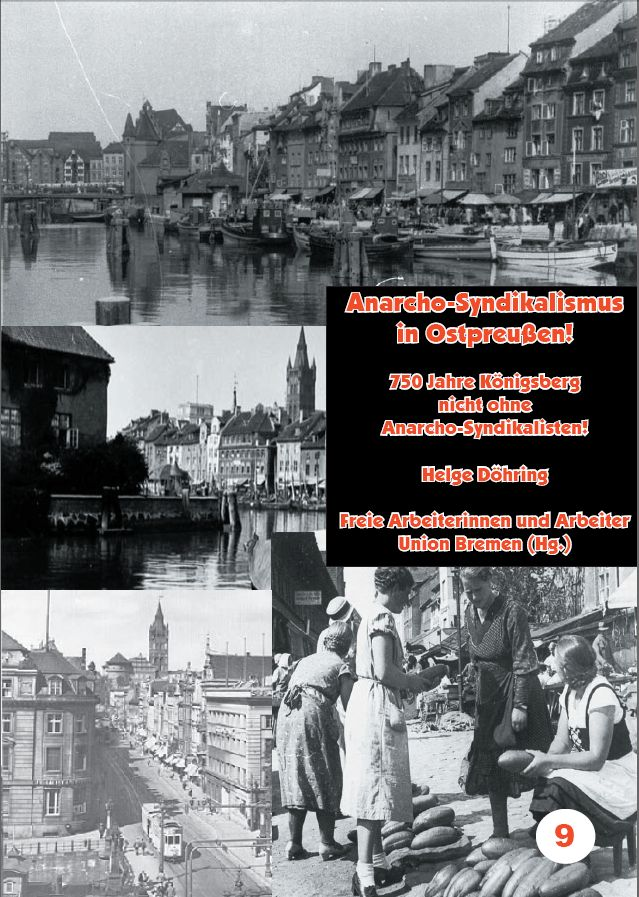 Anarcho-Syndikalismus
in Ostpreußen!
750 Jahre Königsberg
nicht ohne
Anarcho-Syndikalisten!
Helge Döhring
Freie Arbeiterinnen und Arbeiter
Union Bremen (Hg.)
9